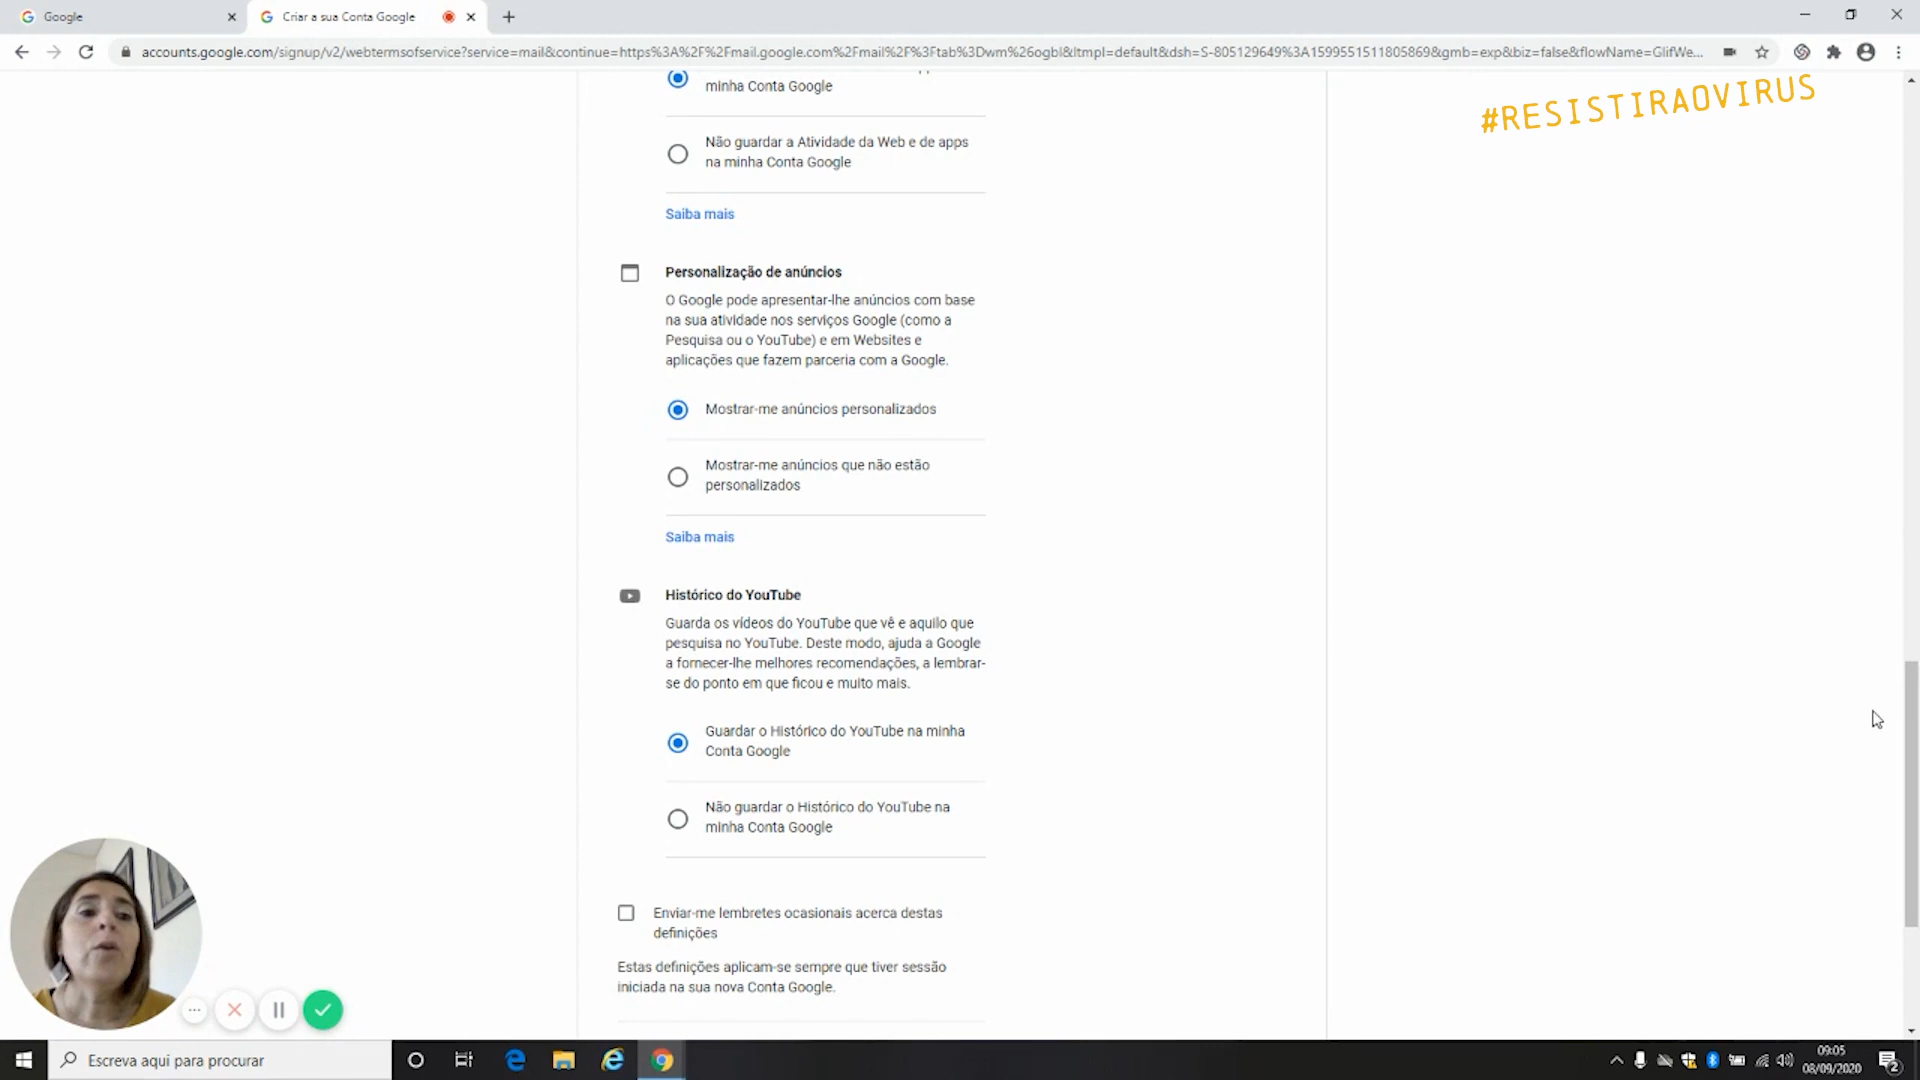 Google
Criar a sua Conta Google
accounts.google.com/signup/v2/webtermsofservice?service=mail&continue=https%3A%2F%2Fmail.google.com%2Fmail%2F%3Ftab%3Dwm%26ogbl&ltmpl=default&dsh=S-805129649%3A1599551511805869&gmb=exp&biz=false&flowName=GlifWe...
#RESISTIRAOVIRUS
minha Conta Google
Não guardar a Atividade da Web e de apps
na minha Conta Google
Saiba mais
Personalização de anúncios
O Google pode apresentar-lhe anúncios com base
na sua atividade nos serviços Google (como a
Pesquisa ou o YouTube) e em Websites e
aplicações que fazem parceria com a Google.
Mostrar-me anúncios personalizados
Mostrar-me anúncios que não estão
personalizados
Saiba mais
Histórico do YouTube
Guarda os vídeos do YouTube que vê e aquilo que
pesquisa no YouTube. Deste modo, ajuda a Google
a fornecer-lhe melhores recomendações, a lembrar-
se do ponto em que ficou e muito mais.
Guardar o Histórico do YouTube na minha
Conta Google
Não guardar o Histórico do YouTube na
minha Conta Google
Enviar-me lembretes ocasionais acerca destas
definições
Estas definições aplicam-se sempre que tiver sessão
iniciada na sua nova Conta Google.
Escreva aqui para procurar
09:05
08/09/2020
2